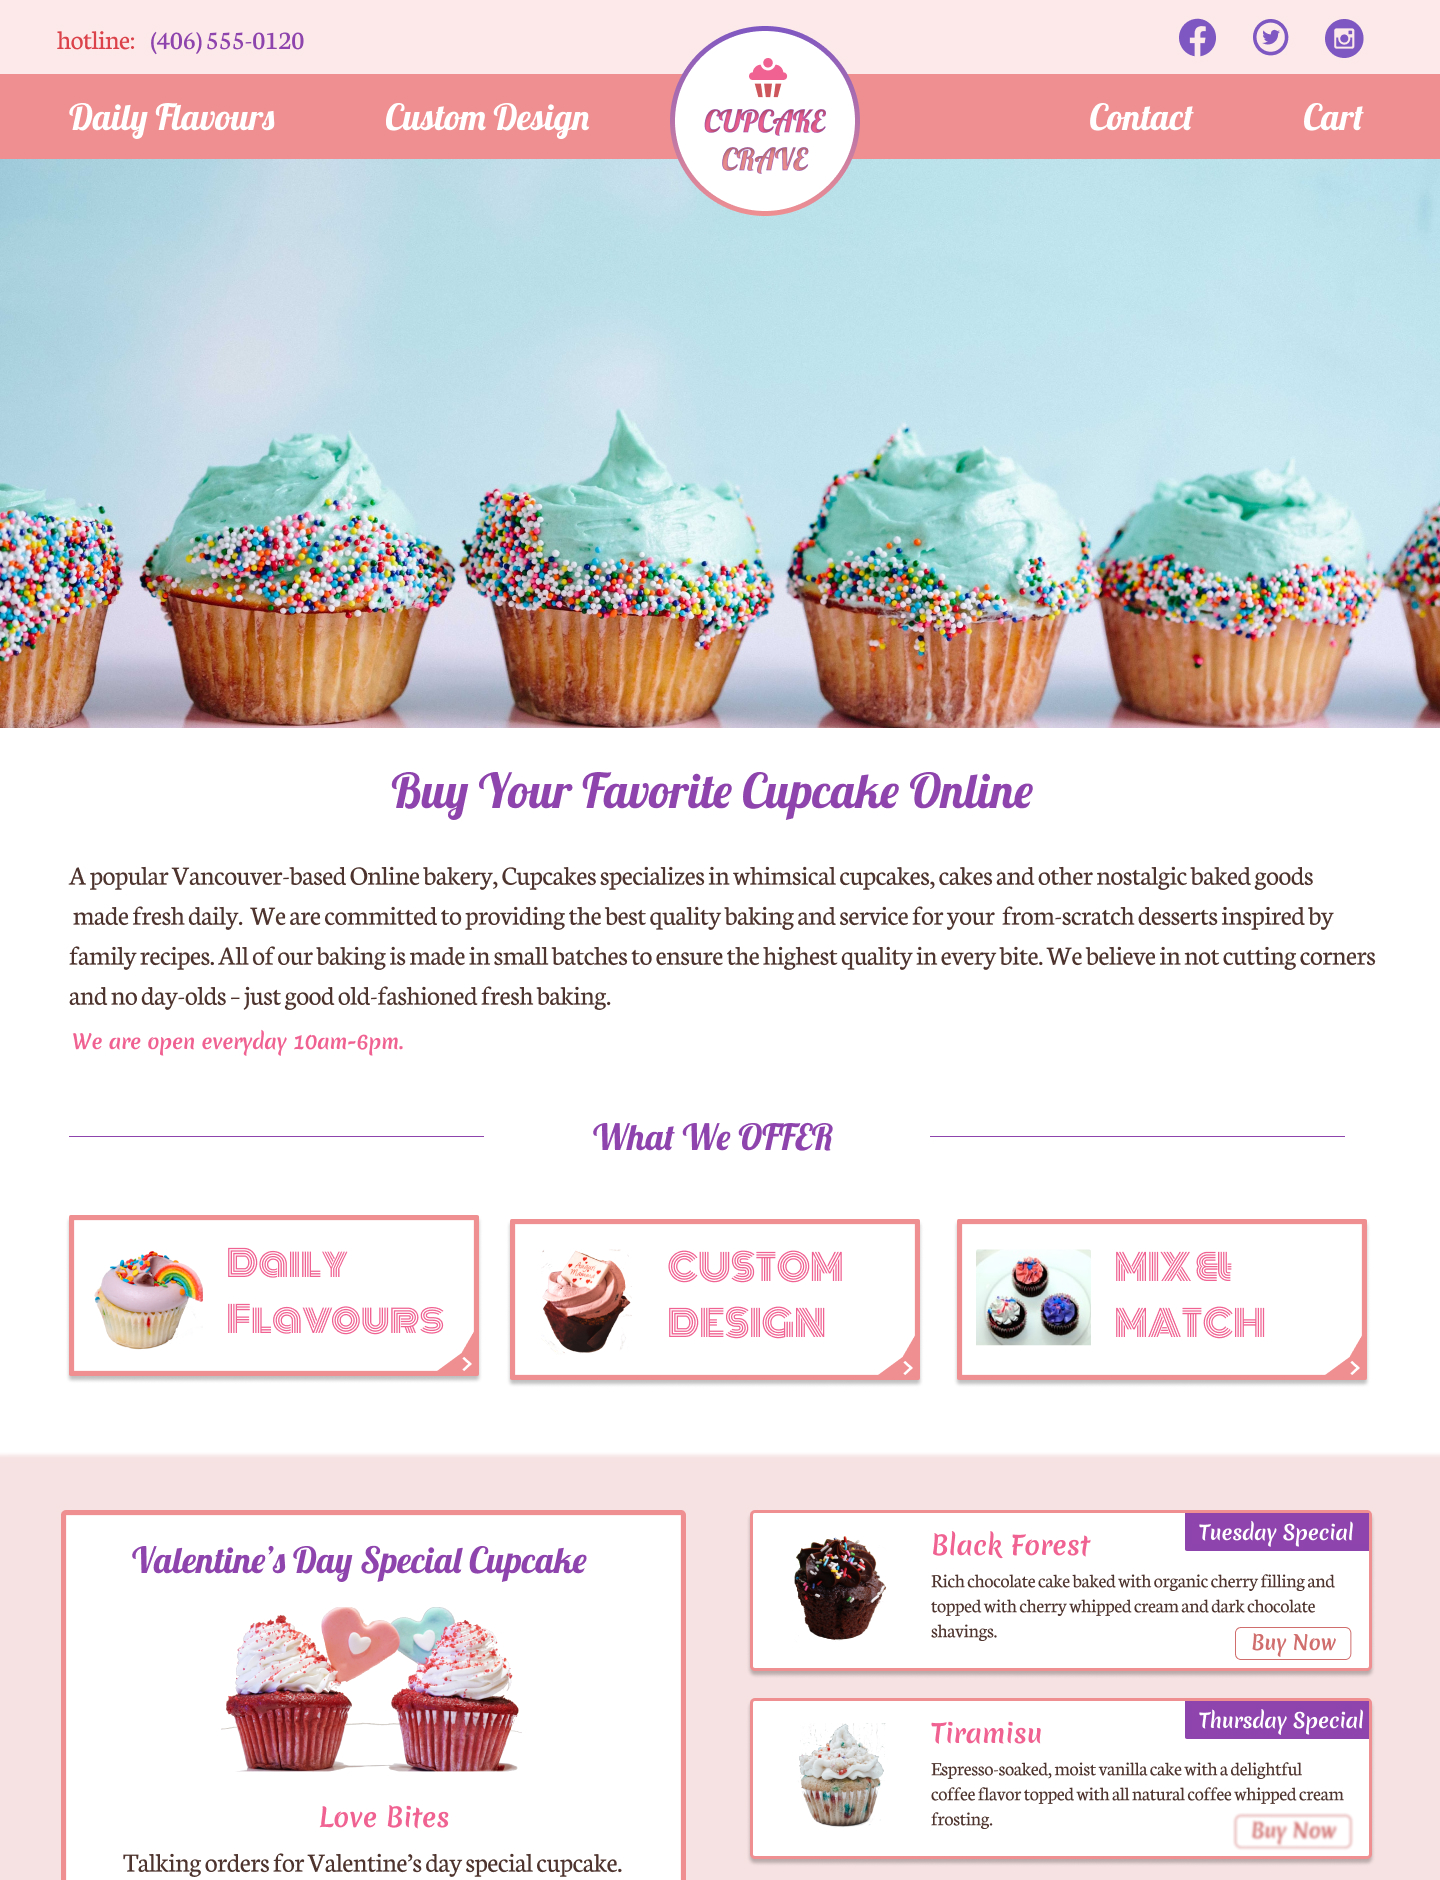 hotline: (406) 555-0120
Daily Flavours
Custom Design
CUPCAKE
CRAVE
Contact
Cart
Buy Your Favorite Cupcake Online
A popular Vancouver-based Online bakery, Cupcakes specializes in whimsical cupcakes, cakes and other nostalgic baked goods
made fresh daily. We are committed to providing the best quality baking and service for your from-scratch desserts inspired by
family recipes. All of our baking is made in small batches to ensure the highest quality in every bite. We believe in not cutting corners
and no day-olds – just good old-fashioned fresh baking.
We are open everyday 10am-6pm.
What We OFFER
Daily
Flavours
CUSTOM
DESIGN
MIX &
MATCH
Valentine's Day Special Cupcake
Love Bites
Talking orders for Valentine's day special cupcake.
Tuesday Special
Black Forest
Rich chocolate cake baked with organic cherry filling and
topped with cherry whipped cream and dark chocolate
shavings.
Buy Now
Thursday Special
Tiramisu
Espresso-soaked, moist vanilla cake with a delightful
coffee flavor topped with all natural coffee whipped cream
frosting.
Buy Now